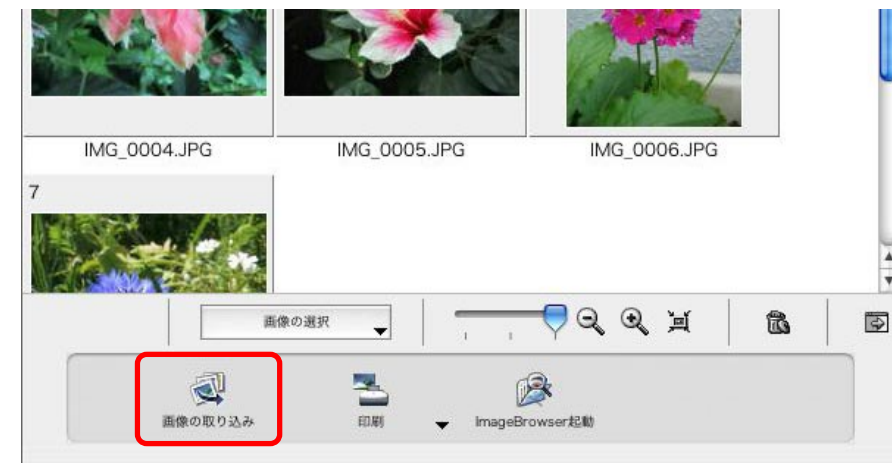 IMG_0004.JPG
IMG_0005.JPG
IMG_0006.JPG
7
画像の選択
画像の取り込み
印刷
ImageBrowser起動